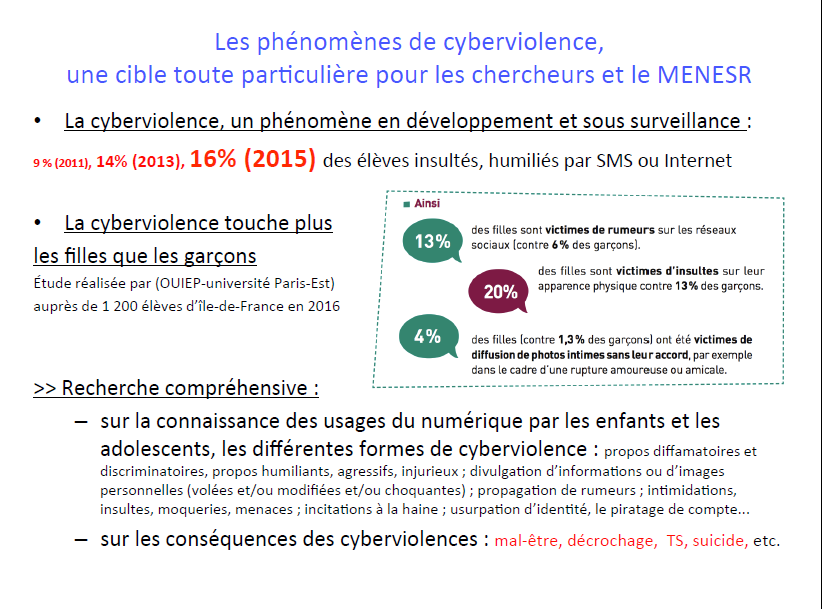 Les phénomènes de cyberviolence,
une cible toute particulière pour les chercheurs et le MENESR
• La cyberviolence, un phénomène en développement et sous surveillance :
9 % (2011), 14% (2013), 16% (2015) des élèves insultés, humiliés par SMS ou Internet
• La cyberviolence touche plus
les filles que les garçons
Étude réalisée par (OUIEP-université Paris-Est)
auprès de 1 200 élèves d’île-de-France en 2016
Ainsi
13%
des filles sont victimes de rumeurs sur les réseaux
sociaux (contre 6% des garçons).
20%
des filles sont victimes d'insultes sur leur
apparence physique contre 13% des garçons.
4%
des filles (contre 1,3% des garçons) ont été victimes de
diffusion de photos intimes sans leur accord, par exemple
dans le cadre d'une rupture amoureuse ou amicale.
>> Recherche compréhensive :
– sur la connaissance des usages du numérique par les enfants et les
adolescents, les différentes formes de cyberviolence : propos diffamatoires et
discriminatoires, propos humiliants, agressifs, injurieux ; divulgation d’informations ou d’images
personnelles (volées et/ou modifiées et/ou choquantes) ; propagation de rumeurs ; intimidations,
insultes, moqueries, menaces ; incitations à la haine ; usurpation d’identité, le piratage de compte...
– sur les conséquences des cyberviolences : mal-être, décrochage, TS, suicide, etc.